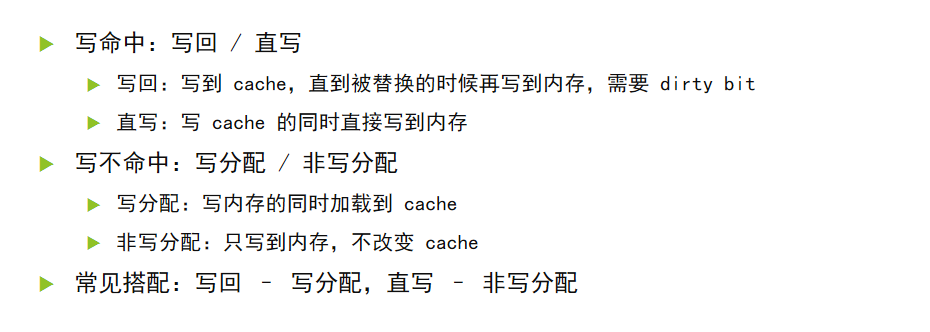 写命中：写回 / 直写
写回：写到 cache，直到被替换的时候再写到内存，需要 dirty bit
直写：写 cache 的同时直接写到内存
写不命中：写分配 / 非写分配
写分配：写内存的同时加载到 cache
非写分配：只写到内存，不改变 cache
常见搭配：写回 – 写分配，直写 – 非写分配